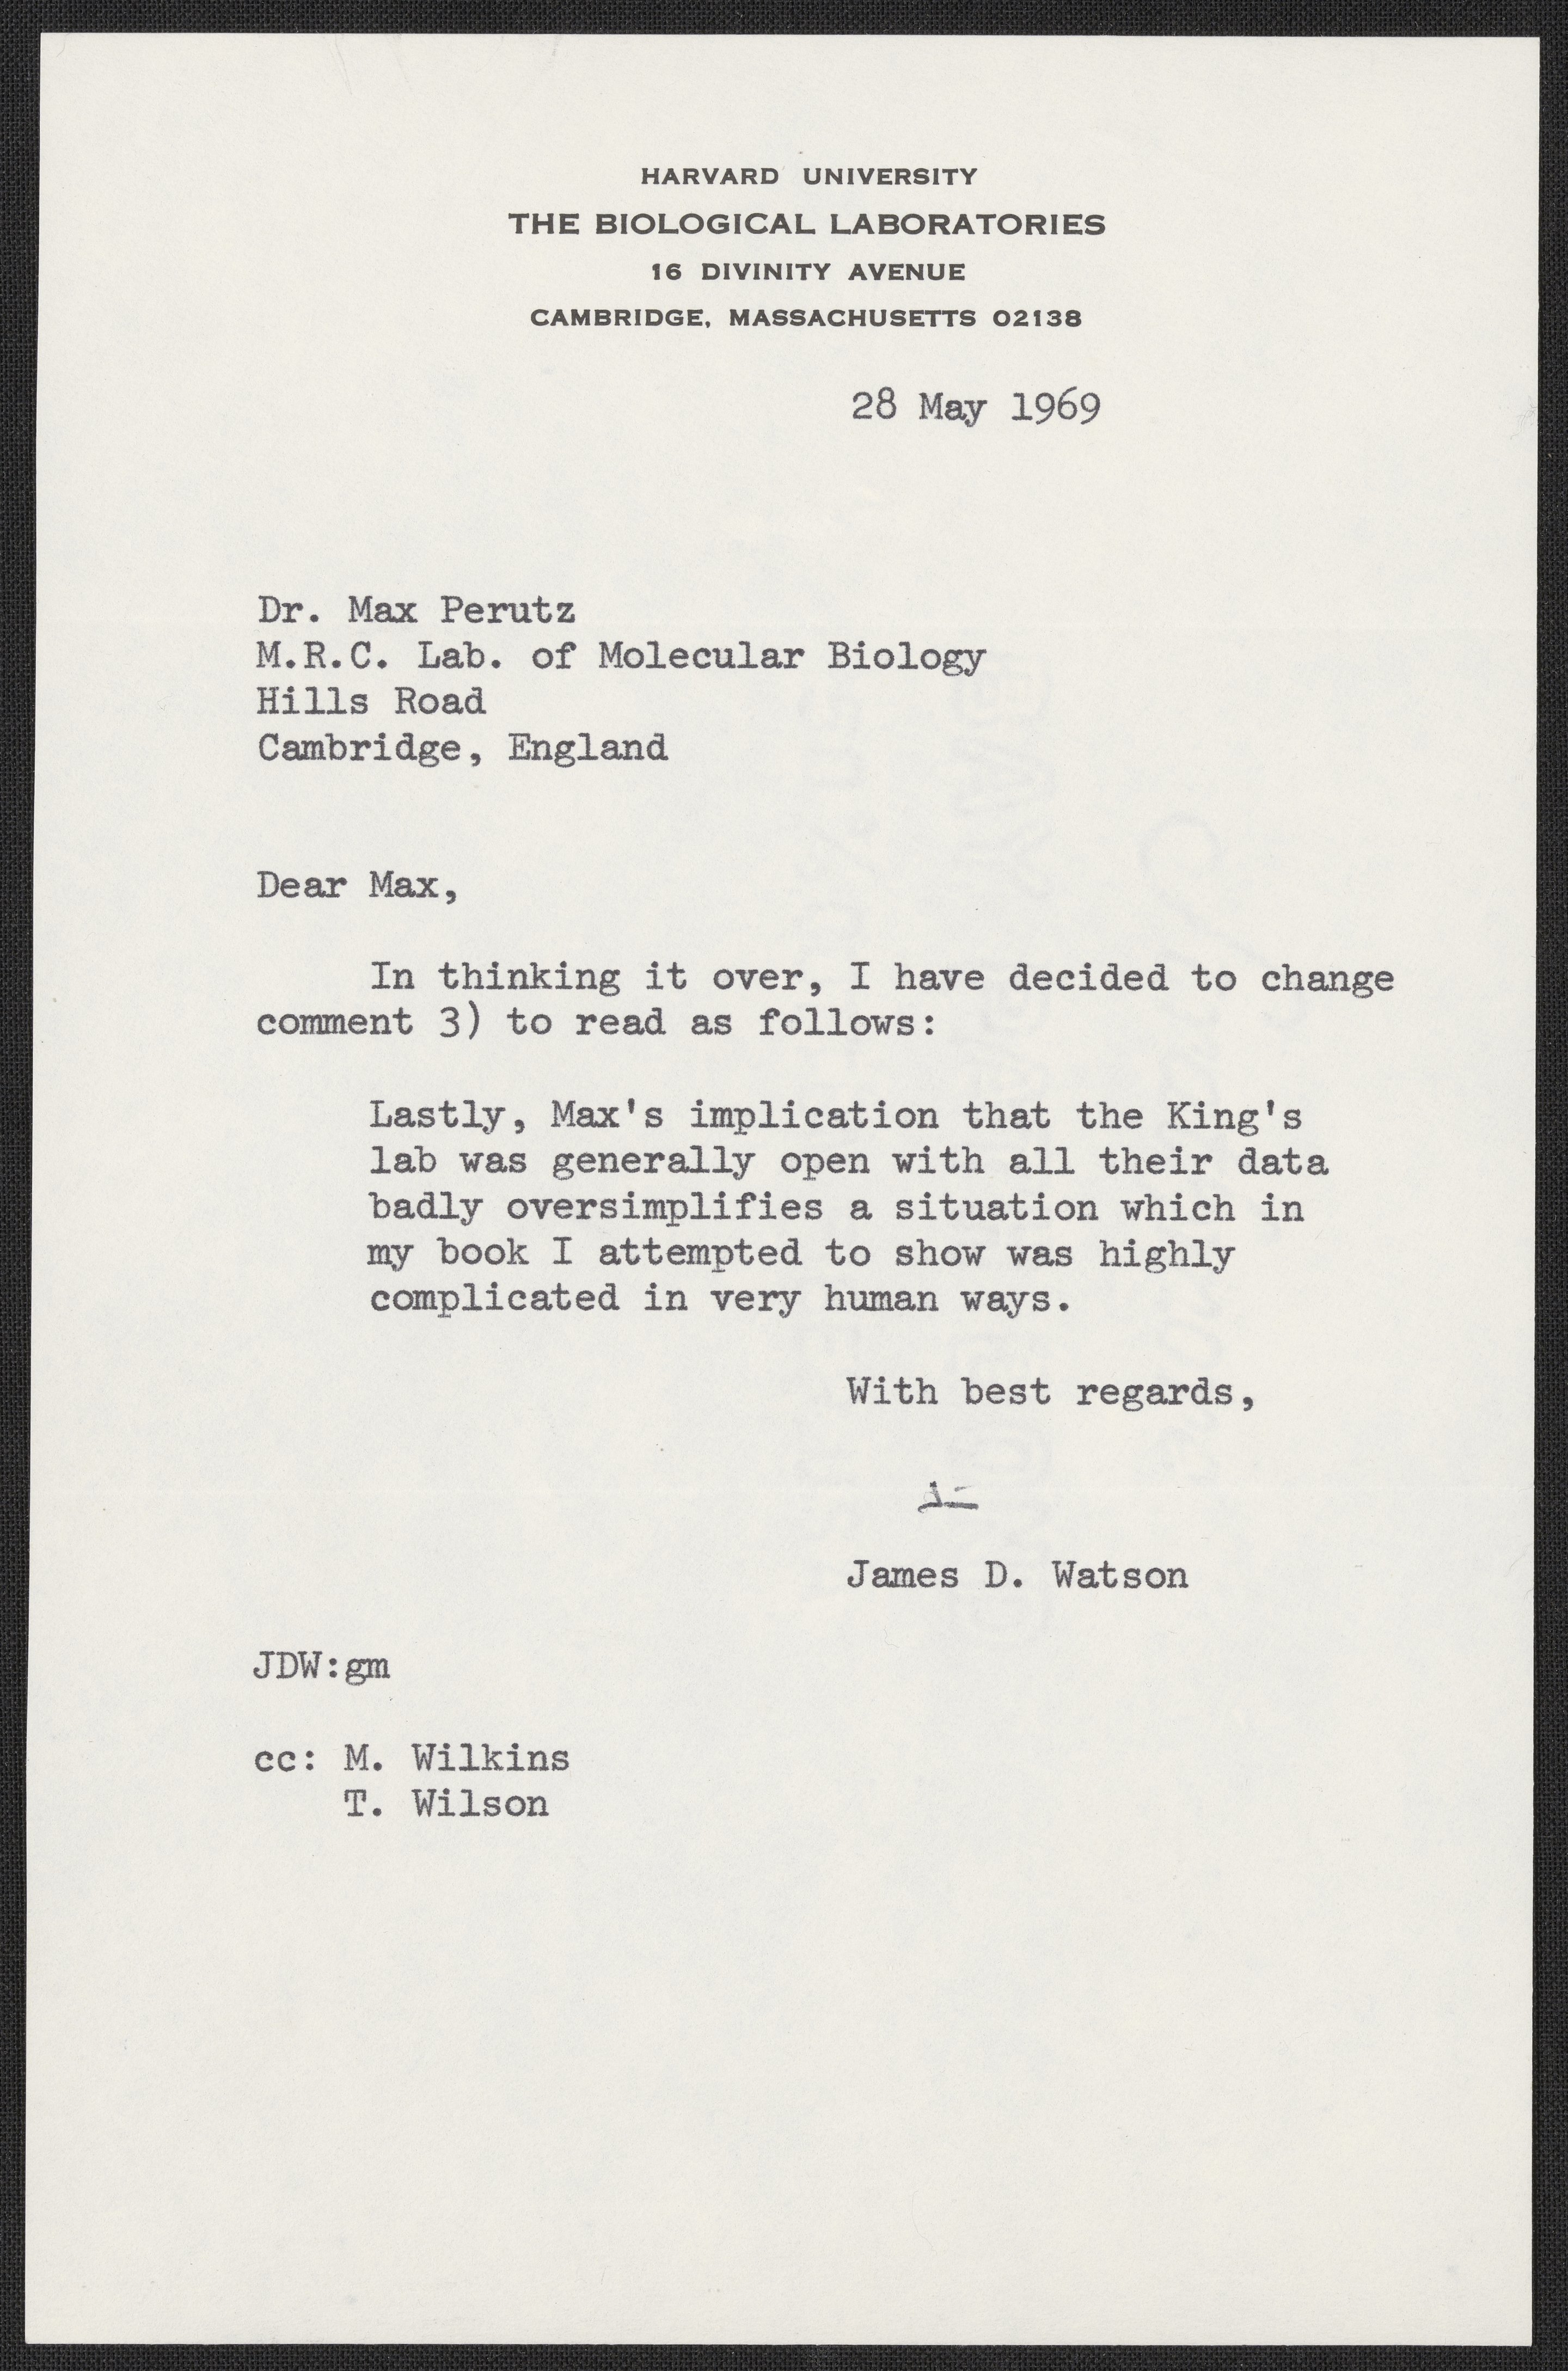 HARVARD UNIVERSITY
THE BIOLOGICAL LABORATORIES
16 DIVINITY AVENUE
CAMBRIDGE, MASSACHUSETTS 02138
28 May 1969
Dr. Max Perutz
M.R.C. Lab. of Molecular Biology
Hills Road
Cambridge, England
Dear Max,
In thinking it over, I have decided to change
comment 3) to read as follows:
Lastly, Max's implication that the King's
lab was generally open with all their data
badly oversimplifies a situation which in
my book I attempted to show was highly
complicated in very human ways.
With best regards,
James D. Watson
JDW:gm
cc: M. Wilkins
T. Wilson